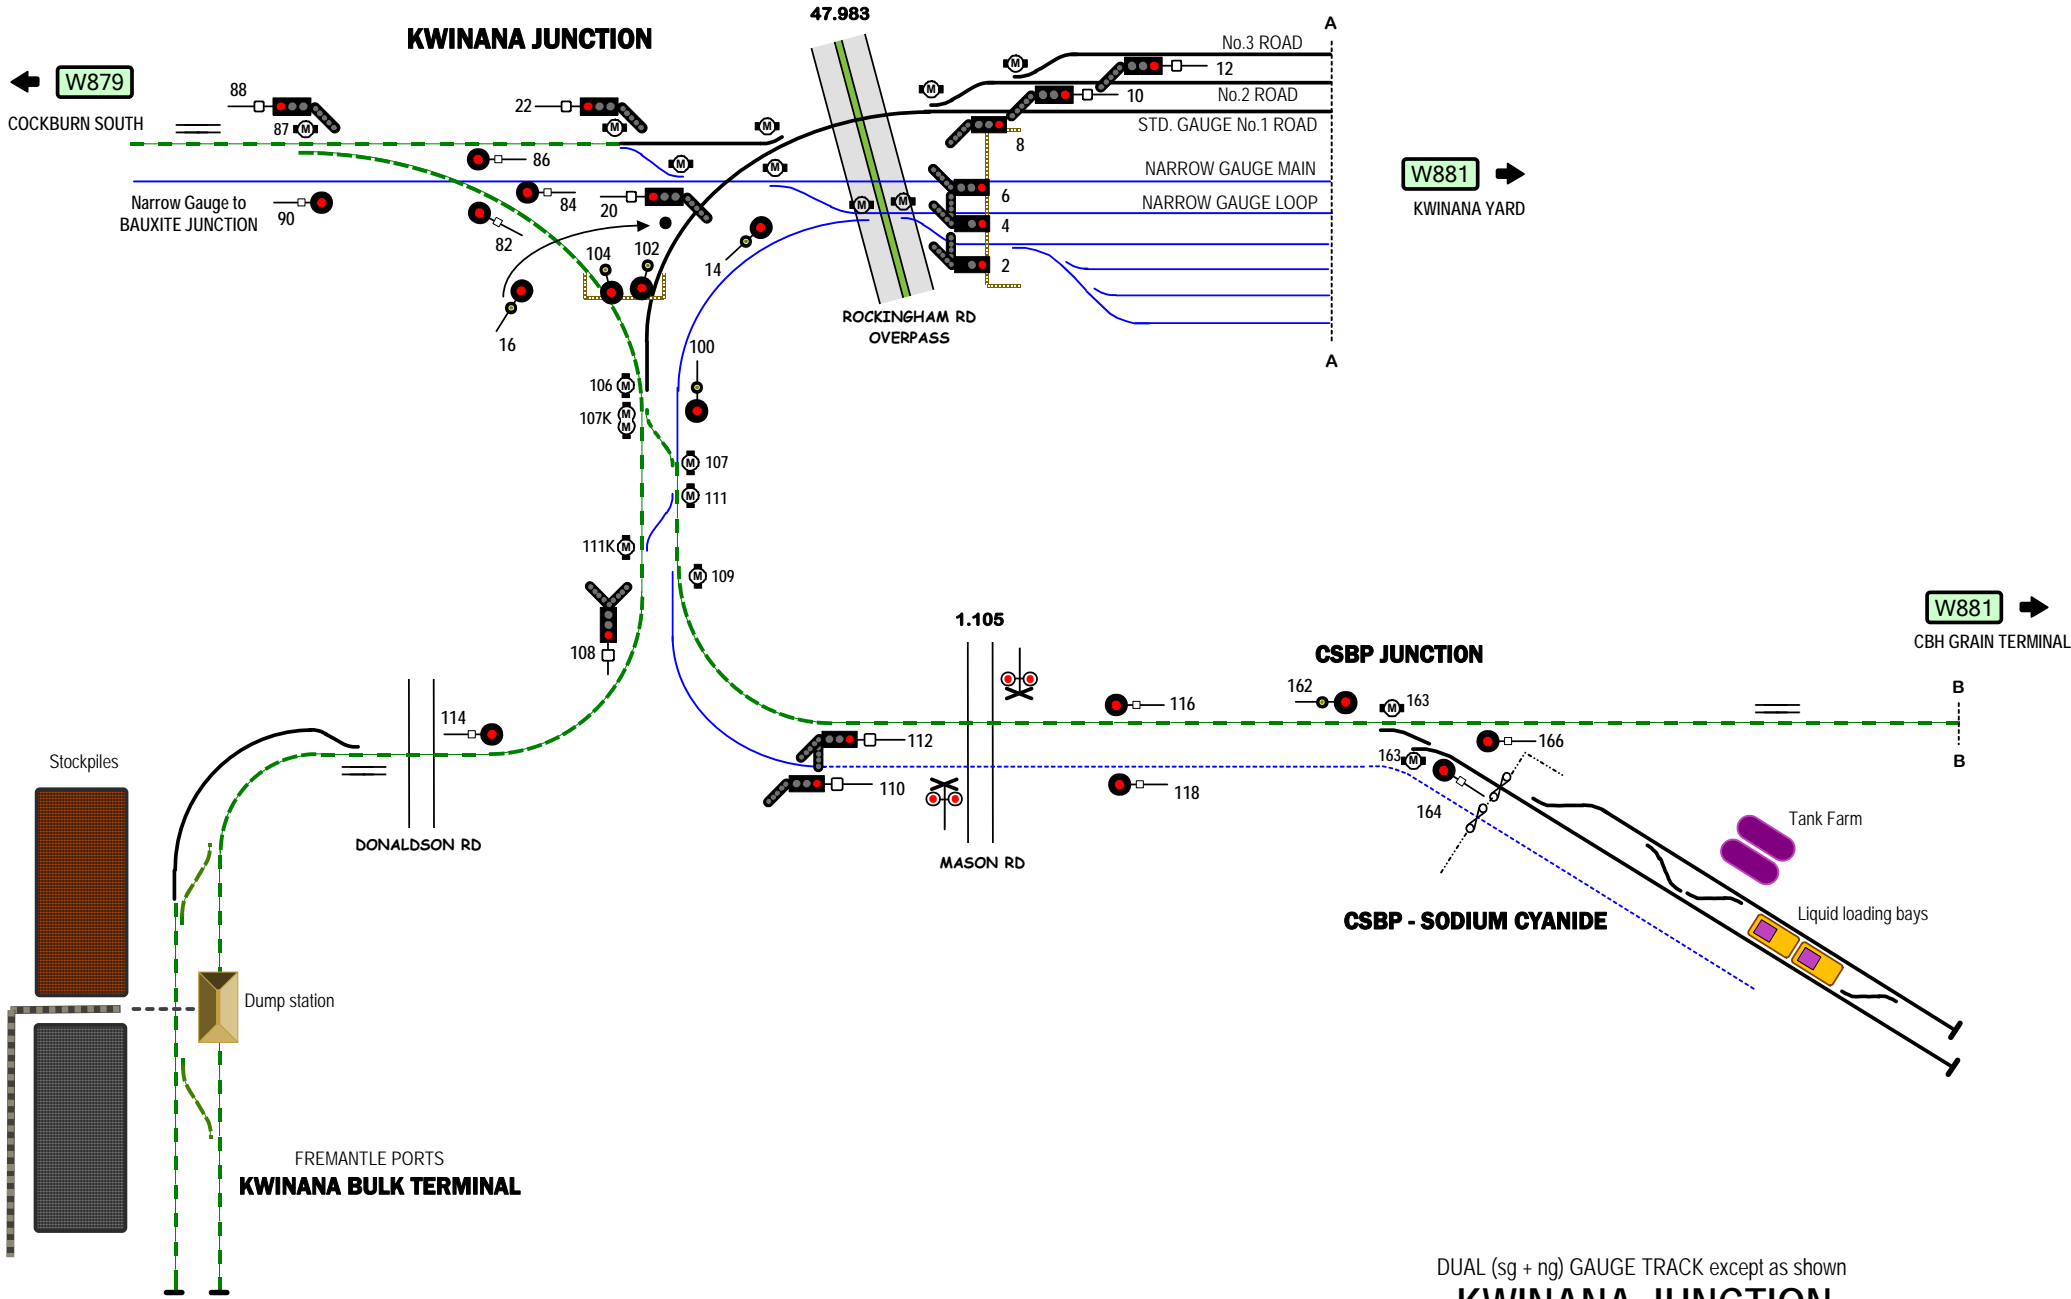 47.983
KWINANA JUNCTION
A
No.3 ROAD
W879
88
22
12
10
No.2 ROAD
COCKBURN SOUTH
87
M
M
M
M
M
STD. GAUGE No.1 ROAD
8
86
M
M
NARROW GAUGE MAIN
W881
KWINANA YARD
84
20
6
NARROW GAUGE LOOP
Narrow Gauge to
BAUXITE JUNCTION
90
M
M
4
82
104
102
14
2
16
ROCKINGHAM RD
OVERPASS
100
A
106
M
107K
M
M
M
107
M
111
111K
M
M
109
W881
CBH GRAIN TERMINAL
108
1.105
CSBP JUNCTION
B
114
116
162
M
163
112
166
B
163
M
Stockpiles
110
118
164
DONALDSON RD
MASON RD
Tank Farm
CSBP - SODIUM CYANIDE
Liquid loading bays
Dump station
FREMANTLE PORTS
KWINANA BULK TERMINAL
DUAL (sg + ng) GAUGE TRACK except as shown
KWINANA JUNCTION